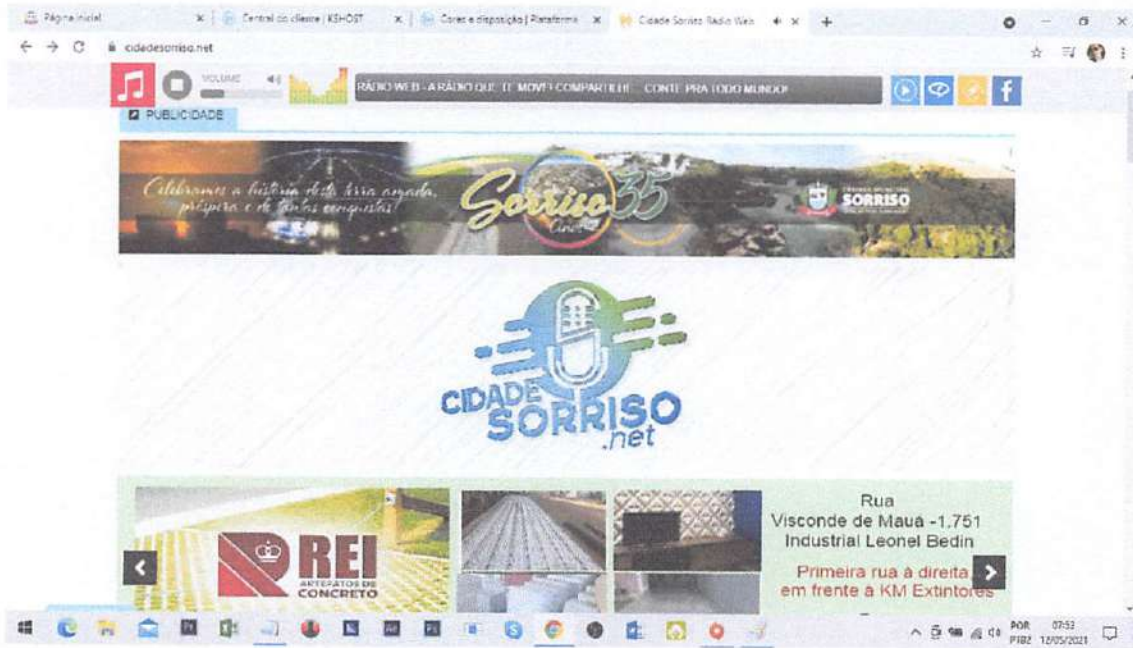 Página inicial
Central do cliente | KSHOST
Cores e disposição | Plataforma
Cidade Sorriso Rádio Web
cidadesorriso.net
VOLUME
RÁDIO WEB - A RÁDIO QUE TE MOVE! COMPARTILHE... CONTE PRA TODO MUNDO!
PUBLICIDADE
Celebramos a história desta terra amada,
próspera e de tantas conquistas!
Sorriso 35
anos
CÂMARA MUNICIPAL
SORRISO
CIDADE
SORRISO
.net
REI
ARTEFATOS DE
CONCRETO
Rua
Visconde de Mauá -1.751
Industrial Leonel Bedin
Primeira rua à direita
em frente à KM Extintores
POR
PTB2
07:53
12/05/2021